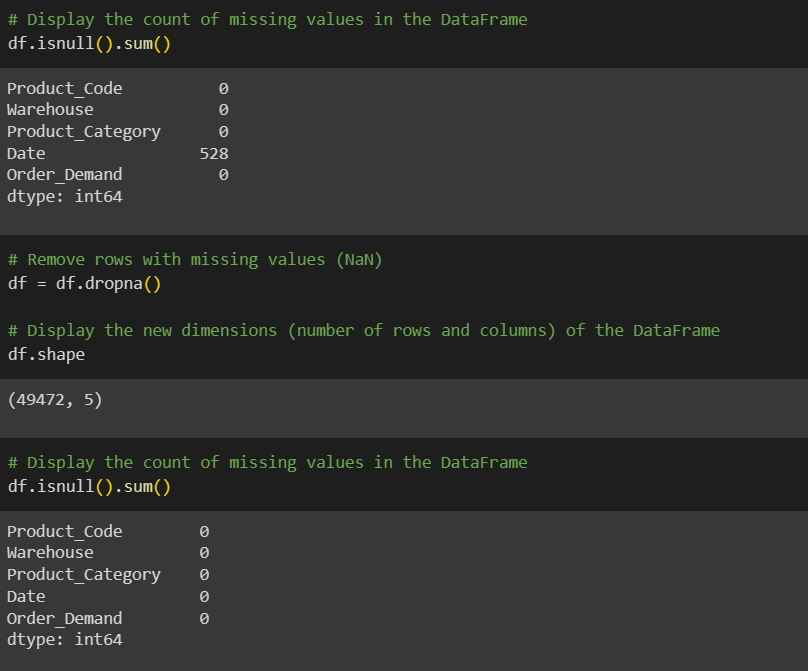 # Display the count of missing values in the DataFrame
df.isnull().sum()
Product_Code          0
Warehouse             0
Product_Category      0
Date                528
Order_Demand          0
dtype: int64
# Remove rows with missing values (NaN)
df = df.dropna()
# Display the new dimensions (number of rows and columns) of the DataFrame
df.shape
(49472, 5)
# Display the count of missing values in the DataFrame
df.isnull().sum()
Product_Code        0
Warehouse           0
Product_Category    0
Date                0
Order_Demand        0
dtype: int64